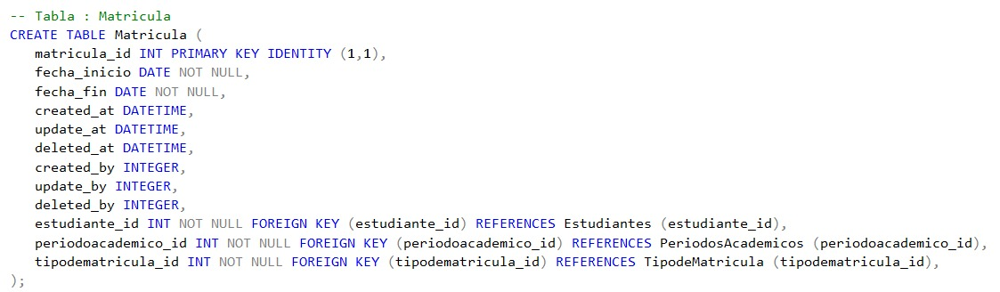 -- Tabla : Matricula
CREATE TABLE Matricula (
matricula_id INT PRIMARY KEY IDENTITY (1,1),
fecha_inicio DATE NOT NULL,
fecha_fin DATE NOT NULL,
created_at DATETIME,
update_at DATETIME,
deleted_at DATETIME,
created_by INTEGER,
update_by INTEGER,
deleted_by INTEGER,
estudiante_id INT NOT NULL FOREIGN KEY (estudiante_id) REFERENCES Estudiantes (estudiante_id),
periodoacademico_id INT NOT NULL FOREIGN KEY (periodoacademico_id) REFERENCES PeriodosAcademicos (periodoacademico_id),
tipodematricula_id INT NOT NULL FOREIGN KEY (tipodematricula_id) REFERENCES TipodeMatricula (tipodematricula_id),
);